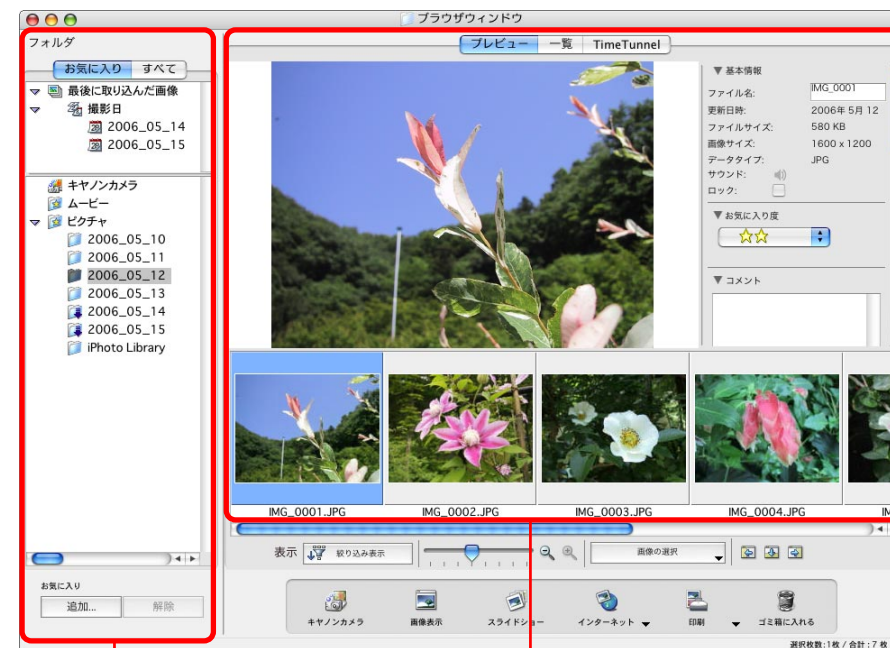 ブラウザウィンドウ
フォルダ
お気に入り すべて
最後に取り込んだ画像
撮影日
2006_05_14
2006_05_15
キヤノンカメラ
ムービー
ピクチャ
2006_05_10
2006_05_11
2006_05_12
2006_05_13
2006_05_14
2006_05_15
iPhoto Library
お気に入り
追加... 解除
プレビュー 一覧 TimeTunnel
基本情報
ファイル名: IMG_0001
更新日時: 2006年 5月 12
ファイルサイズ: 580 KB
画像サイズ: 1600 x 1200
データタイプ: JPG
サウンド:
ロック:
お気に入り度
コメント
IMG_0001.JPG IMG_0002.JPG IMG_0003.JPG IMG_0004.JPG
表示 絞り込み表示 画像の選択
キヤノンカメラ 画像表示 スライドショー インターネット 印刷 ゴミ箱に入れる
選択枚数:1枚 / 合計:7 枚